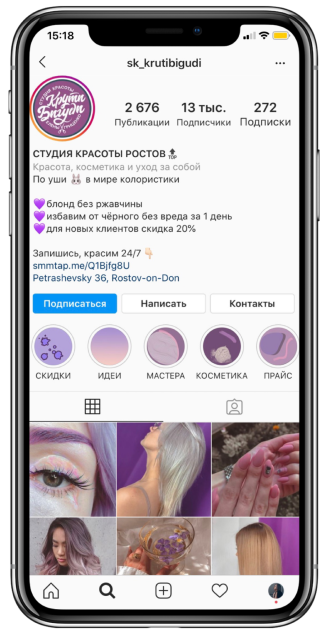 15:18
sk_krutibigudi
СТУДИЯ КРАСОТЫ
Крути
Бигуди
2 676 13 тыс. 272
Публикации Подписчики Подписки
СТУДИЯ КРАСОТЫ РОСТОВ 🔝
Красота, косметика и уход за собой
По уши 🐰 в мире колористики
💜блонд без ржавчины
💜избавим от чёрного без вреда за 1 день
💜для новых клиентов скидка 20%
Запишись, красим 24/7 👇🏻
smmtap.me/Q1Bjfg8U
Petrashevsky 36, Rostov-on-Don
Подписаться Написать Контакты
СКИДКИ ИДЕИ МАСТЕРА КОСМЕТИКА ПРАЙС